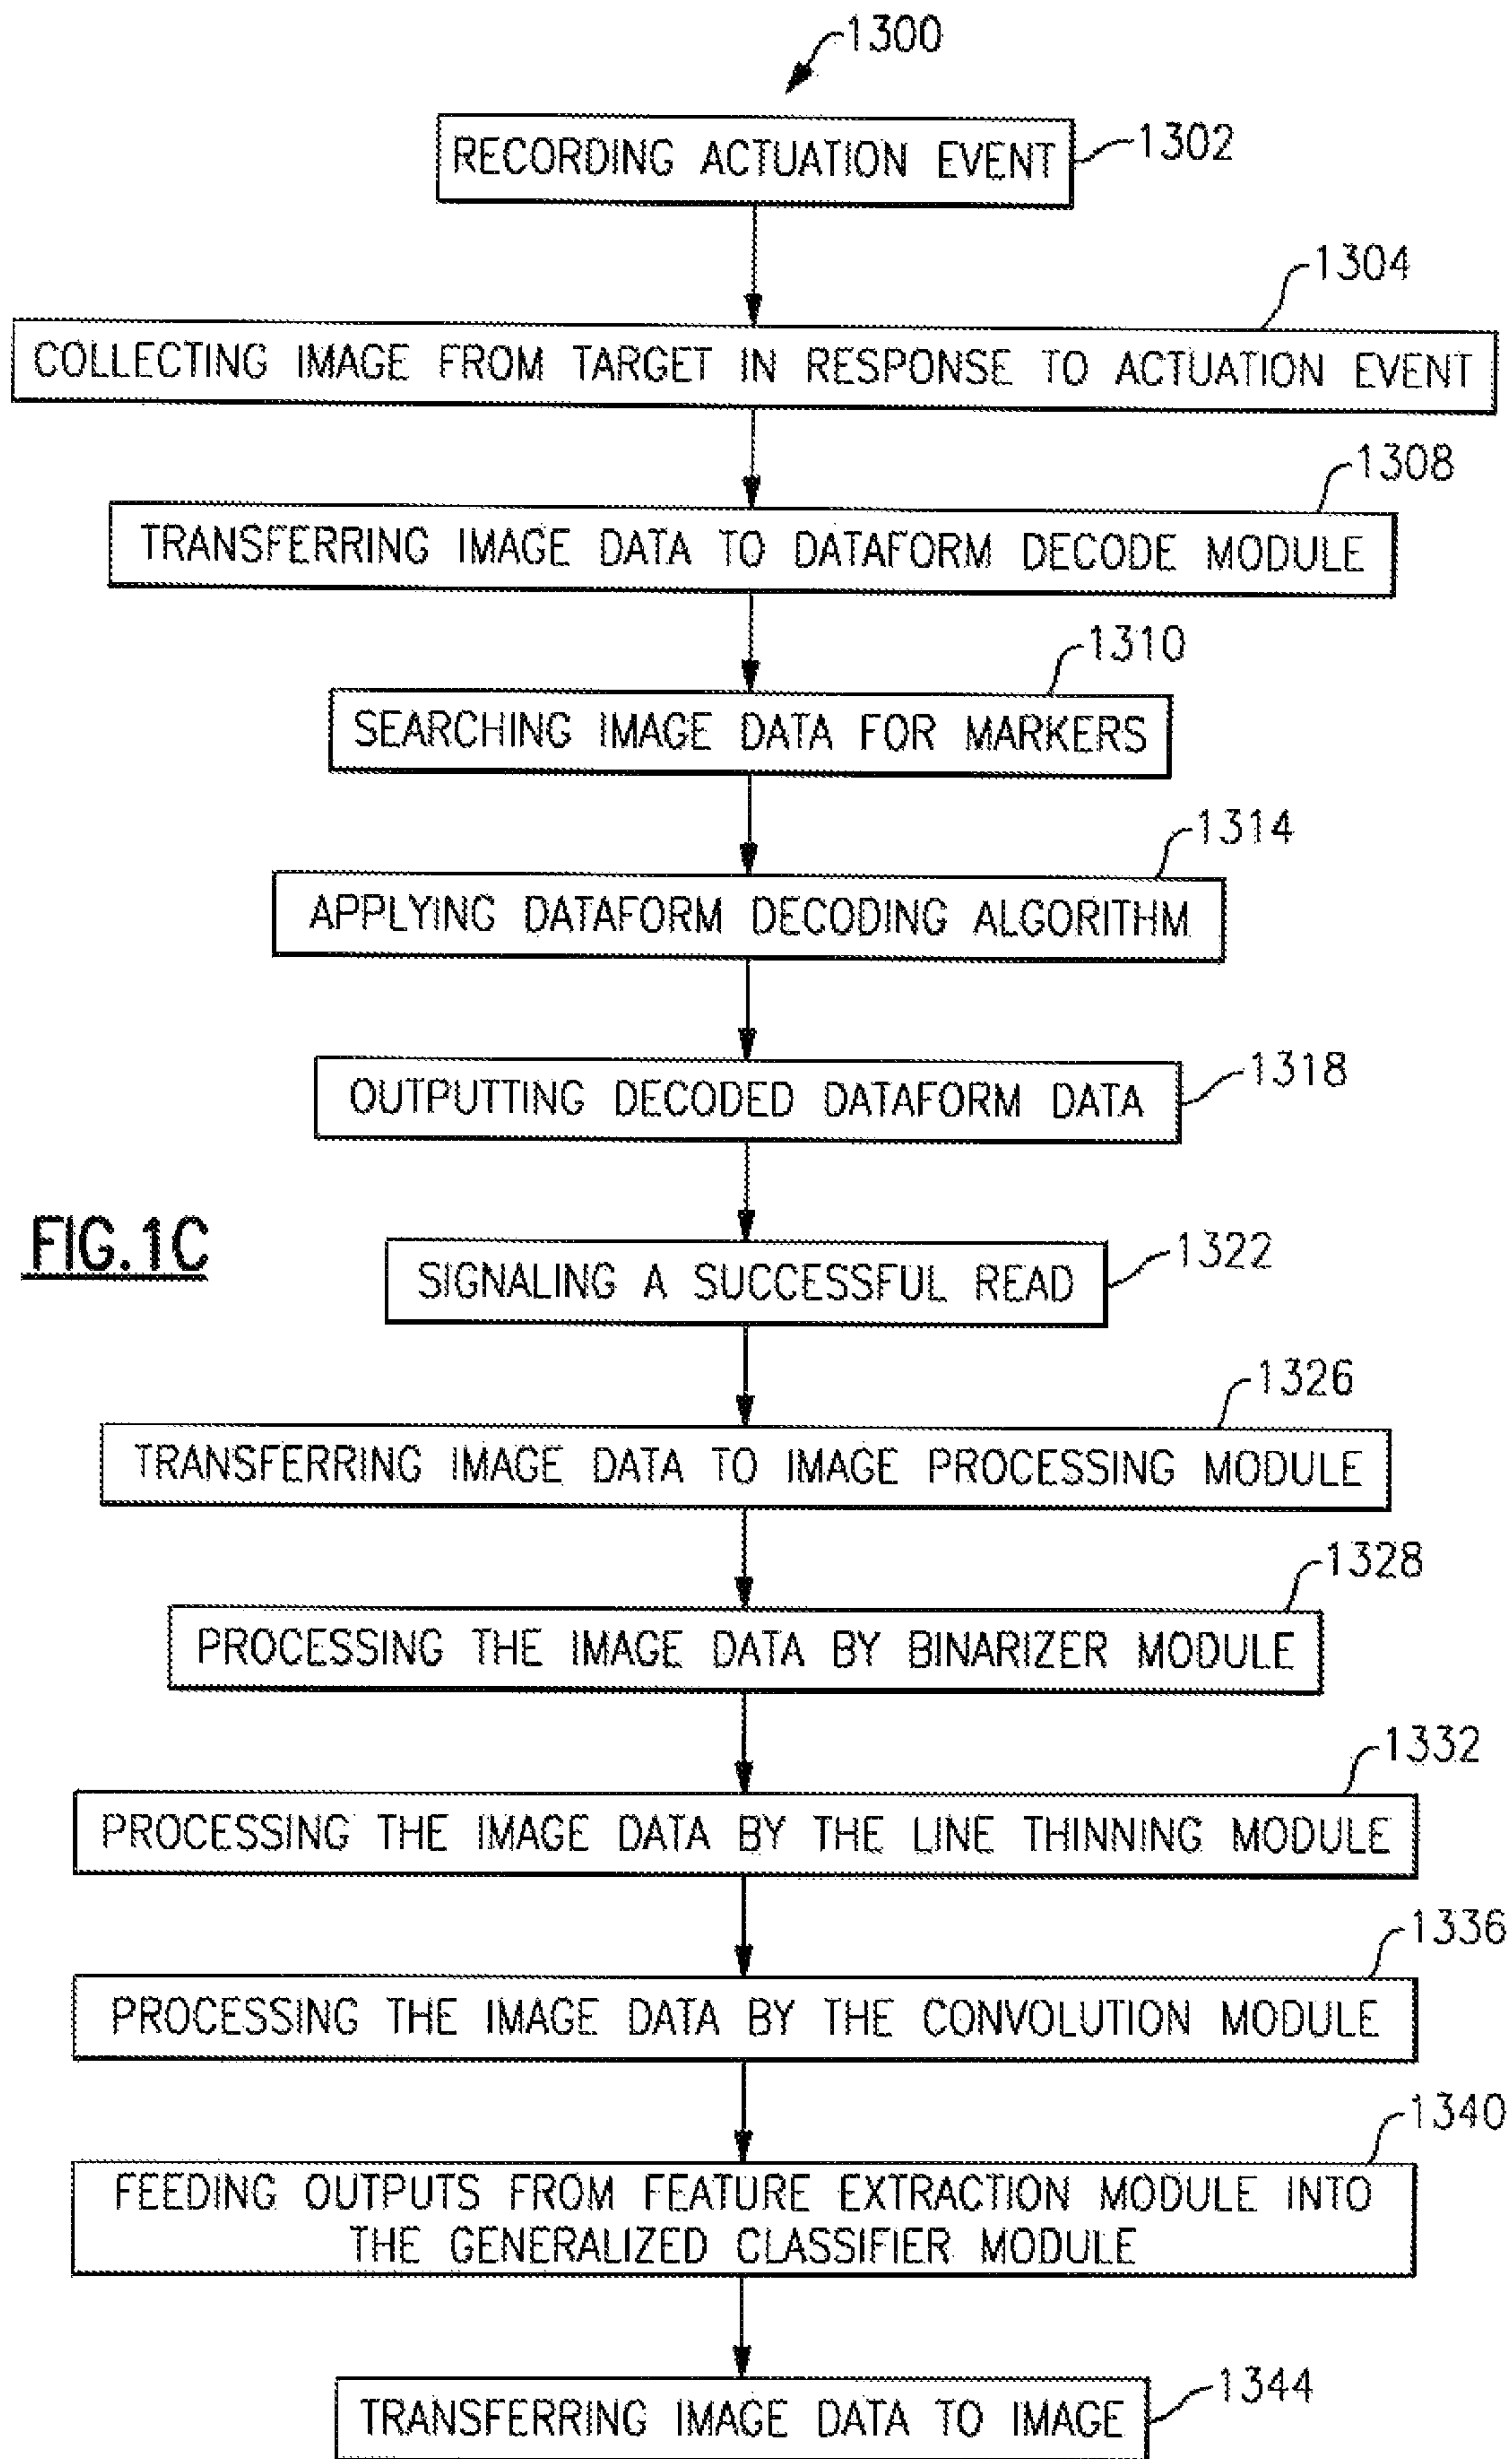 1300
RECORDING ACTUATION EVENT
1302
1304
COLLECTING IMAGE FROM TARGET IN RESPONSE TO ACTUATION EVENT
1308
TRANSFERRING IMAGE DATA TO DATAFORM DECODE MODULE
1310
SEARCHING IMAGE DATA FOR MARKERS
1314
APPLYING DATAFORM DECODING ALGORITHM
OUTPUTTING DECODED DATAFORM DATA
1318
FIG.1C
SIGNALING A SUCCESSFUL READ
1322
1326
TRANSFERRING IMAGE DATA TO IMAGE PROCESSING MODULE
1328
PROCESSING THE IMAGE DATA BY BINARIZER MODULE
1332
PROCESSING THE IMAGE DATA BY THE LINE THINNING MODULE
1336
PROCESSING THE IMAGE DATA BY THE CONVOLUTION MODULE
1340
FEEDING OUTPUTS FROM FEATURE EXTRACTION MODULE INTO
THE GENERALIZED CLASSIFIER MODULE
1344
TRANSFERRING IMAGE DATA TO IMAGE